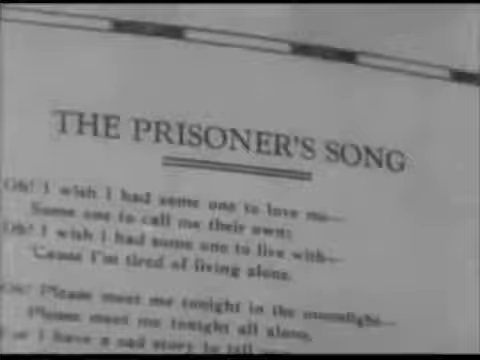 THE PRISONER'S SONG
Oh! I wish I had some one to love me—
Some one to call me their own;
Oh! I wish I had some one to live with—
'Cause I'm tired of living alone.
Oh! Please meet me tonight in the moonlight—
Please meet me tonight all alone,
For I have a sad story to tell